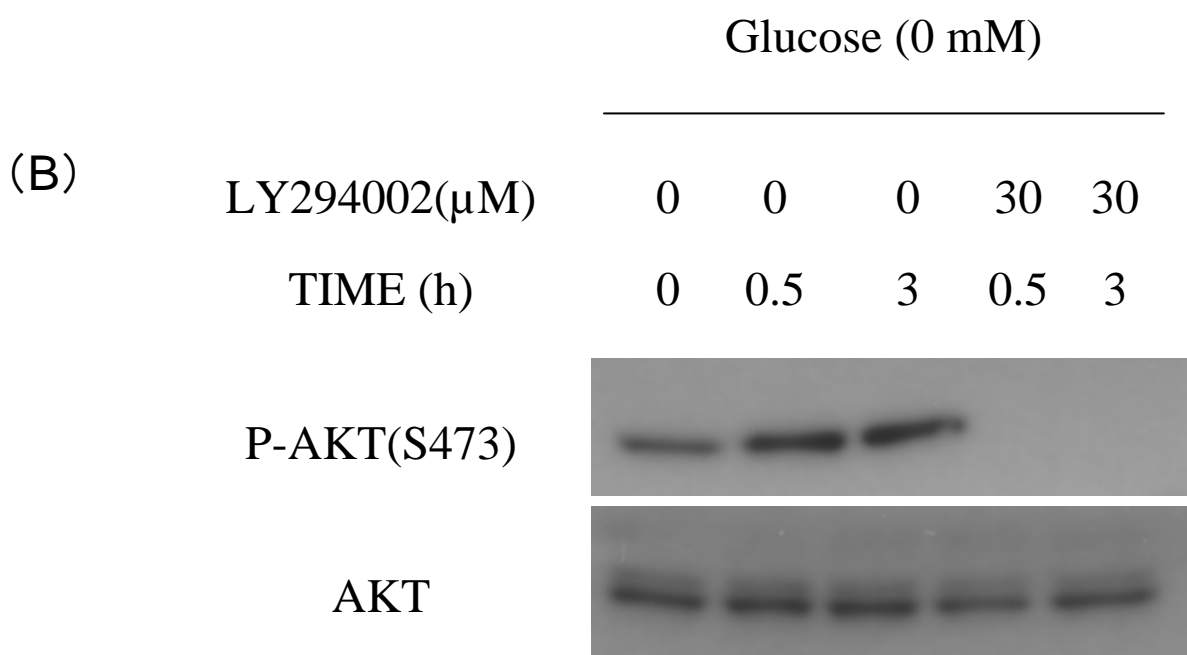 Glucose (0 mM)
(B)
LY294002(µM) 0 0 0 30 30
TIME (h) 0 0.5 3 0.5 3
P-AKT(S473)
AKT